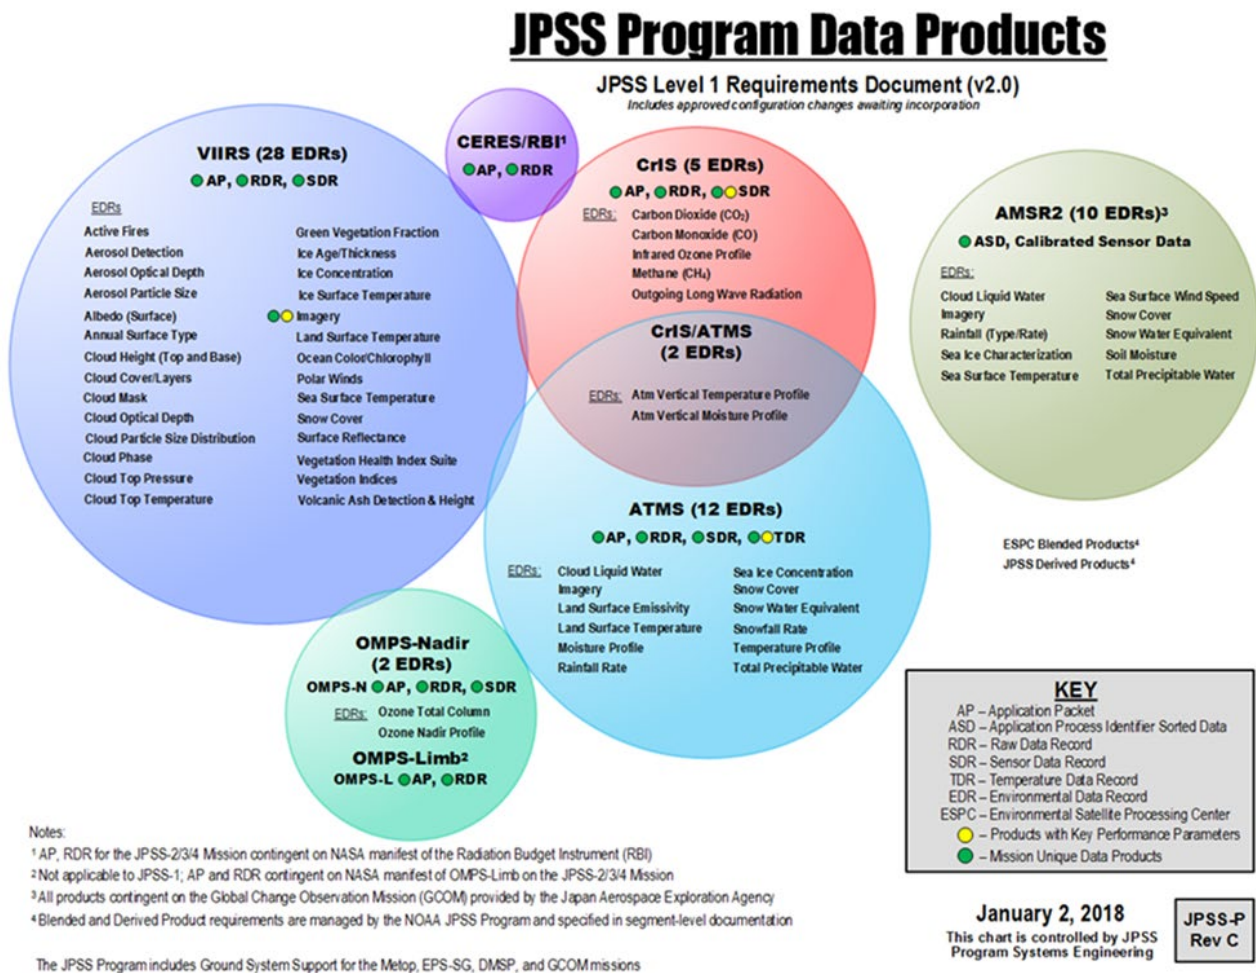 JPSS Program Data Products
JPSS Level 1 Requirements Document (v2.0)
Includes approved configuration changes awaiting incorporation
VIIRS (28 EDRs)
AP, RDR, SDR
EDRs
Active Fires
Aerosol Detection
Aerosol Optical Depth
Aerosol Particle Size
Albedo (Surface)
Annual Surface Type
Cloud Height (Top and Base)
Cloud Cover/Layers
Cloud Mask
Cloud Optical Depth
Cloud Particle Size Distribution
Cloud Phase
Cloud Top Pressure
Cloud Top Temperature
Green Vegetation Fraction
Ice Age/Thickness
Ice Concentration
Ice Surface Temperature
Imagery
Land Surface Temperature
Ocean Color/Chlorophyll
Polar Winds
Sea Surface Temperature
Snow Cover
Surface Reflectance
Vegetation Health Index Suite
Vegetation Indices
Volcanic Ash Detection & Height
CERES/RBI¹
AP, RDR
CrIS (5 EDRs)
AP, RDR, SDR
EDRs: Carbon Dioxide (CO₂)
Carbon Monoxide (CO)
Infrared Ozone Profile
Methane (CH₄)
Outgoing Long Wave Radiation
CrIS/ATMS
(2 EDRs)
EDRs: Atm Vertical Temperature Profile
Atm Vertical Moisture Profile
ATMS (12 EDRs)
AP, RDR, SDR, TDR
EDRs: Cloud Liquid Water
Imagery
Land Surface Emissivity
Land Surface Temperature
Moisture Profile
Rainfall Rate
Sea Ice Concentration
Snow Cover
Snow Water Equivalent
Snowfall Rate
Temperature Profile
Total Precipitable Water
AMSR2 (10 EDRs)³
ASD, Calibrated Sensor Data
EDRs:
Cloud Liquid Water
Imagery
Rainfall (Type/Rate)
Sea Ice Characterization
Sea Surface Temperature
Sea Surface Wind Speed
Snow Cover
Snow Water Equivalent
Soil Moisture
Total Precipitable Water
ESPC Blended Products⁴
JPSS Derived Products⁴
OMPS-Nadir
(2 EDRs)
OMPS-N AP, RDR, SDR
EDRs: Ozone Total Column
Ozone Nadir Profile
OMPS-Limb²
OMPS-L AP, RDR
KEY
AP – Application Packet
ASD – Application Process Identifier Sorted Data
RDR – Raw Data Record
SDR – Sensor Data Record
TDR – Temperature Data Record
EDR – Environmental Data Record
ESPC – Environmental Satellite Processing Center
– Products with Key Performance Parameters
– Mission Unique Data Products
Notes:
¹ AP, RDR for the JPSS-2/3/4 Mission contingent on NASA manifest of the Radiation Budget Instrument (RBI)
² Not applicable to JPSS-1; AP and RDR contingent on NASA manifest of OMPS-Limb on the JPSS-2/3/4 Mission
³ All products contingent on the Global Change Observation Mission (GCOM) provided by the Japan Aerospace Exploration Agency
⁴ Blended and Derived Product requirements are managed by the NOAA JPSS Program and specified in segment-level documentation
The JPSS Program includes Ground System Support for the Metop, EPS-SG, DMSP, and GCOM missions
January 2, 2018
This chart is controlled by JPSS
Program Systems Engineering
JPSS-P
Rev C